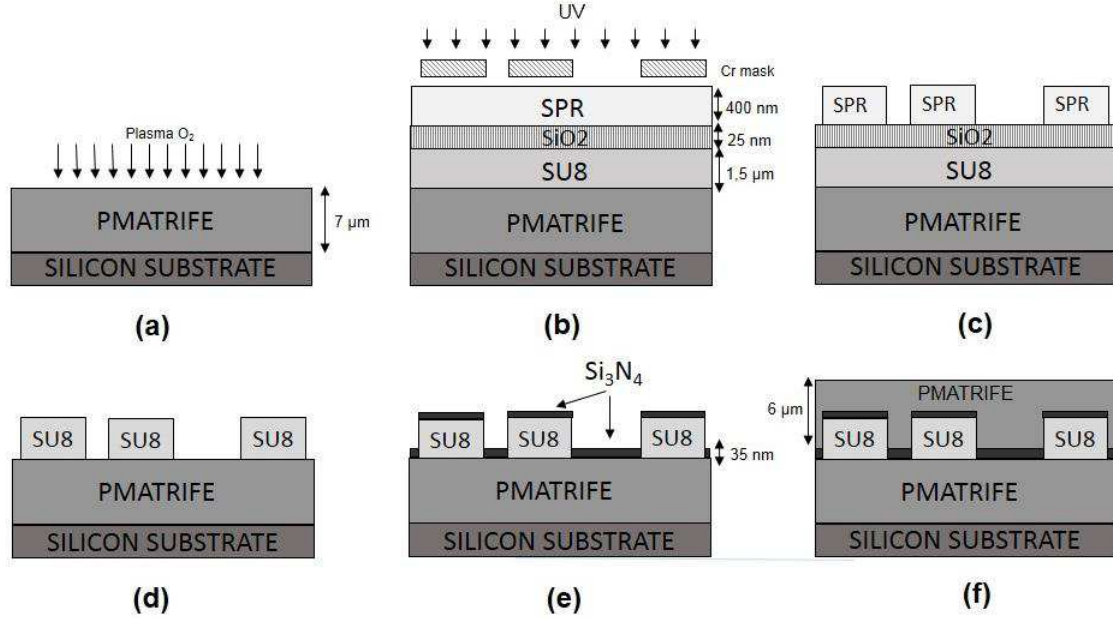 Plasma O₂
PMATRIFE
7 μm
SILICON SUBSTRATE
(a)
UV
Cr mask
SPR
400 nm
SiO2
25 nm
SU8
1,5 μm
PMATRIFE
SILICON SUBSTRATE
(b)
SPR SPR SPR
SiO2
SU8
PMATRIFE
SILICON SUBSTRATE
(c)
SU8 SU8 SU8
PMATRIFE
SILICON SUBSTRATE
(d)
Si₃N₄
SU8 SU8 SU8
35 nm
PMATRIFE
SILICON SUBSTRATE
(e)
PMATRIFE
6 μm
SU8 SU8 SU8
PMATRIFE
SILICON SUBSTRATE
(f)